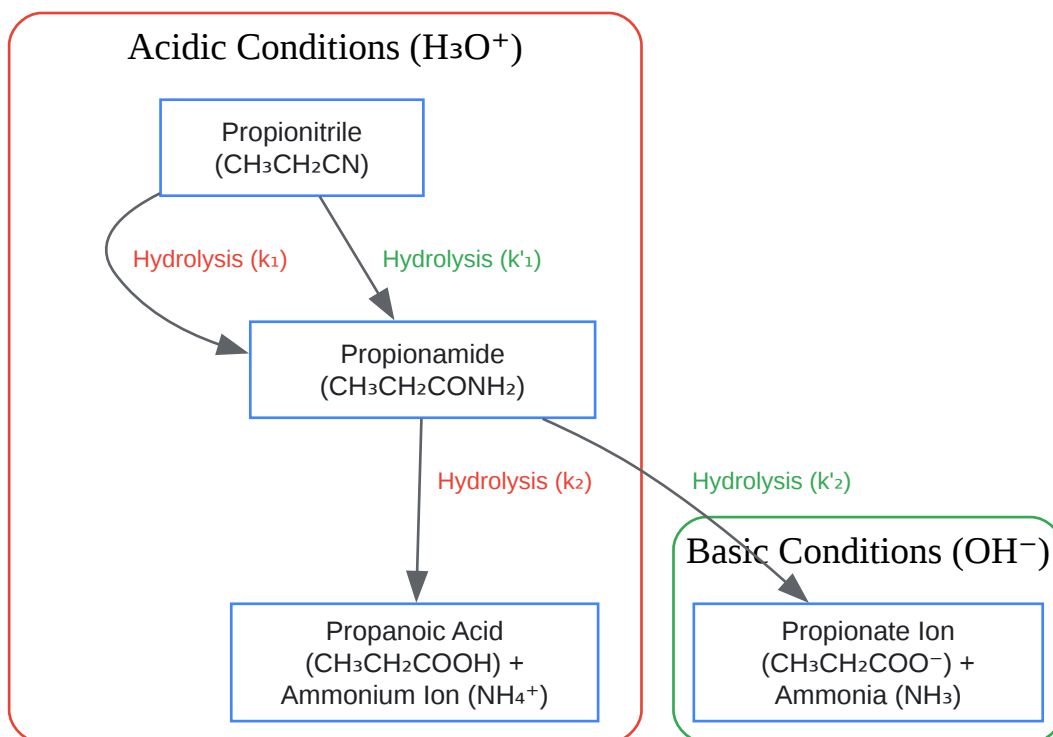 Acidic Conditions (H₃O⁺)
Propionitrile
(CH₃CH₂CN)
Hydrolysis (k₁)
Hydrolysis (k'₁)
Propionamide
(CH₃CH₂CONH₂)
Hydrolysis (k₂)
Hydrolysis (k'₂)
Basic Conditions (OH⁻)
Propanoic Acid
(CH₃CH₂COOH) +
Ammonium Ion (NH₄⁺)
Propionate Ion
(CH₃CH₂COO⁻) +
Ammonia (NH₃)